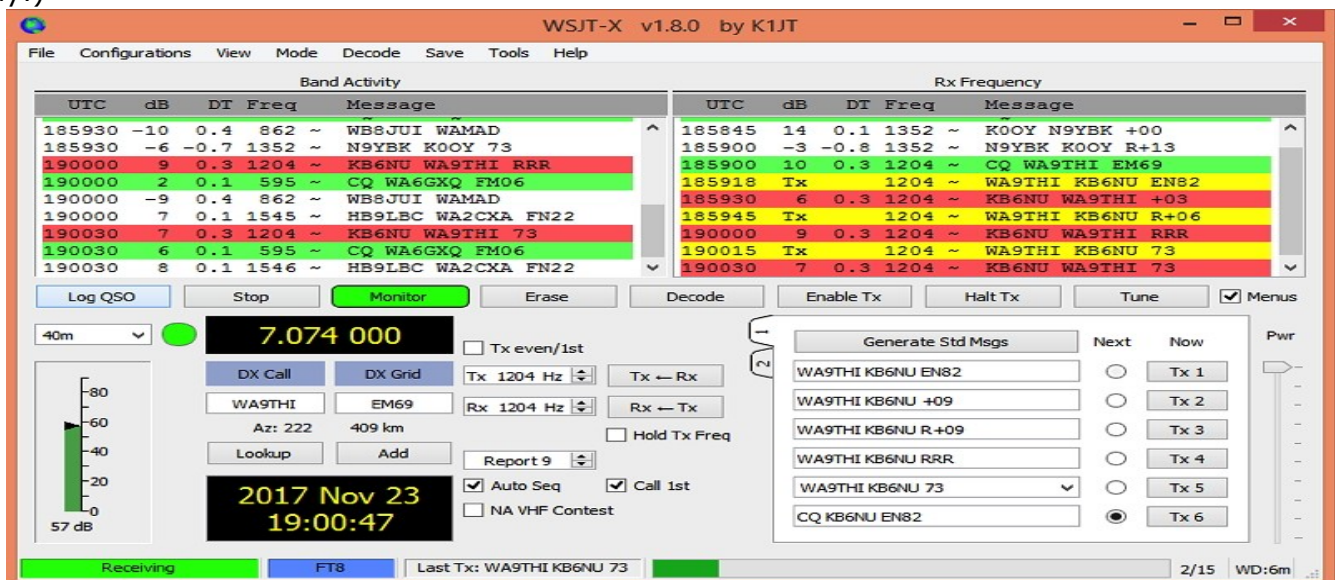 WSJT-X v1.8.0 by K1JT
File Configurations View Mode Decode Save Tools Help
Band Activity
UTC dB DT Freq Message
185930 -10 0.4 862 ~ WB8JUI WAMAD
185930 -6 -0.7 1352 ~ N9YBK K0OY 73
190000 9 0.3 1204 ~ KB6NU WA9THI RRR
190000 2 0.1 595 ~ CQ WA6GXQ FM06
190000 -9 0.4 862 ~ WB8JUI WAMAD
190000 7 0.1 1545 ~ HB9LBC WA2CXA FN22
190030 7 0.3 1204 ~ KB6NU WA9THI 73
190030 6 0.1 595 ~ CQ WA6GXQ FM06
190030 8 0.1 1546 ~ HB9LBC WA2CXA FN22
Rx Frequency
UTC dB DT Freq Message
185845 14 0.1 1352 ~ K0OY N9YBK +00
185900 -3 -0.8 1352 ~ N9YBK K0OY R+13
185900 10 0.3 1204 ~ CQ WA9THI EM69
185918 Tx 1204 ~ WA9THI KB6NU EN82
185930 6 0.3 1204 ~ KB6NU WA9THI +03
185945 Tx 1204 ~ WA9THI KB6NU R+06
190000 9 0.3 1204 ~ KB6NU WA9THI RRR
190015 Tx 1204 ~ WA9THI KB6NU 73
190030 7 0.3 1204 ~ KB6NU WA9THI 73
Log QSO Stop Monitor Erase Decode Enable Tx Halt Tx Tune Menus
40m 7.074 000
Tx even/1st
DX Call DX Grid
Tx 1204 Hz Tx ← Rx
WA9THI EM69
Rx 1204 Hz Rx ← Tx
Az: 222 409 km
Hold Tx Freq
Lookup Add
Report 9
Auto Seq Call 1st
NA VHF Contest
2017 Nov 23
19:00:47
80
60
40
20
0
57 dB
1
2
Generate Std Msgs Next Now Pwr
WA9THI KB6NU EN82 Tx 1
WA9THI KB6NU +09 Tx 2
WA9THI KB6NU R+09 Tx 3
WA9THI KB6NU RRR Tx 4
WA9THI KB6NU 73 Tx 5
CQ KB6NU EN82 Tx 6
Receiving FT8 Last Tx: WA9THI KB6NU 73 2/15 WD:6m